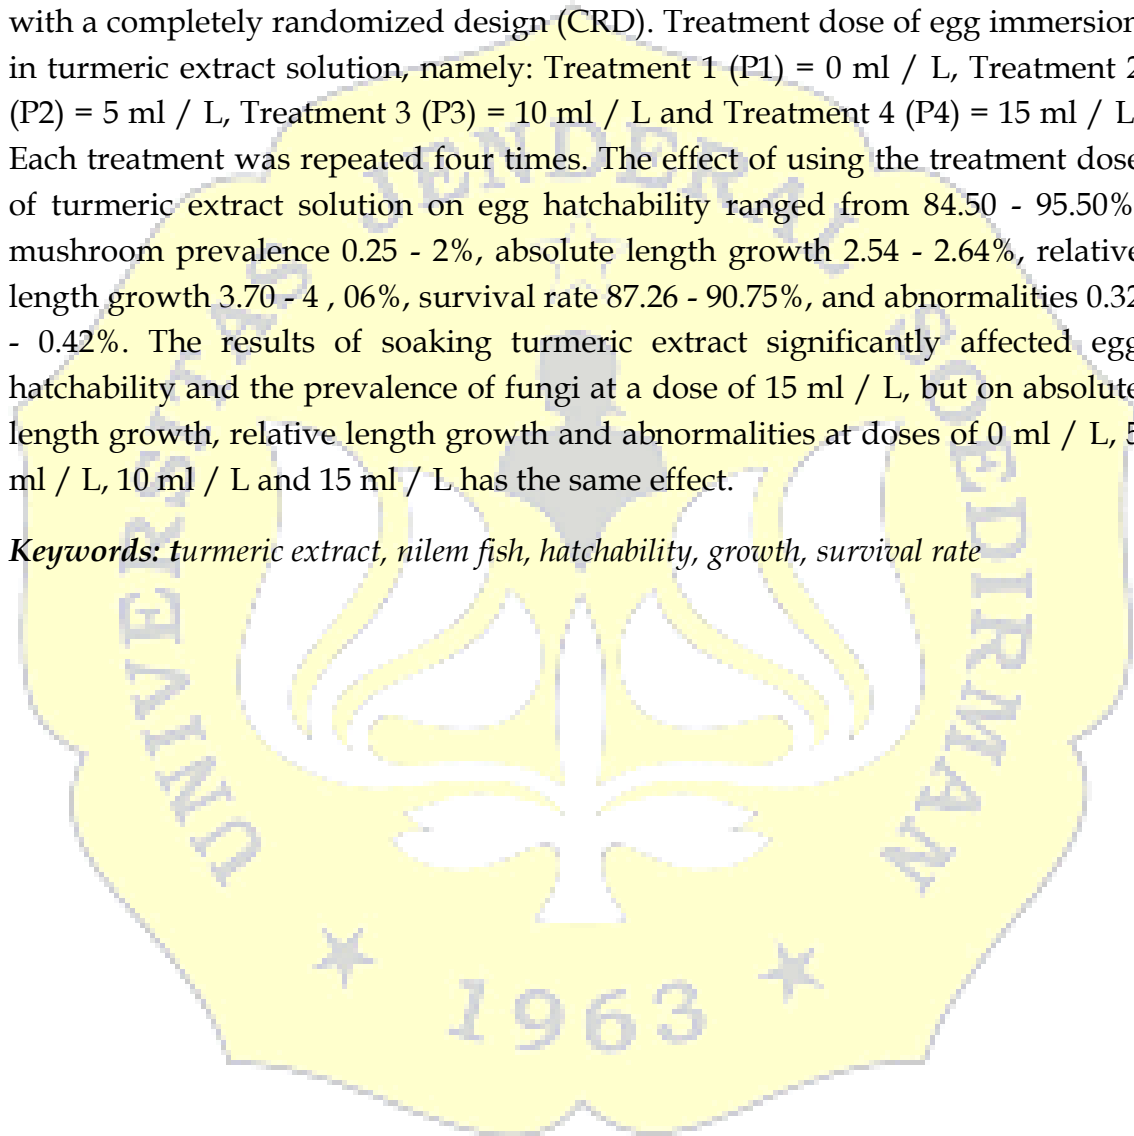 with a completely randomized design (CRD). Treatment dose of egg immersion
in turmeric extract solution, namely: Treatment 1 (P1) = 0 ml / L, Treatment 2
(P2) = 5 ml / L, Treatment 3 (P3) = 10 ml / L and Treatment 4 (P4) = 15 ml / L
Each treatment was repeated four times. The effect of using the treatment dose
of turmeric extract solution on egg hatchability ranged from 84.50 - 95.50%
mushroom prevalence 0.25 - 2%, absolute length growth 2.54 - 2.64%, relative
length growth 3.70 - 4 , 06%, survival rate 87.26 - 90.75%, and abnormalities 0.32
- 0.42%. The results of soaking turmeric extract significantly affected egg
hatchability and the prevalence of fungi at a dose of 15 ml / L, but on absolute
length growth, relative length growth and abnormalities at doses of 0 ml / L, 5
ml / L, 10 ml / L and 15 ml / L has the same effect.
Keywords: turmeric extract, nilem fish, hatchability, growth, survival rate
UNIVERSITAS JENDERAL SOEDIRMAN
1963